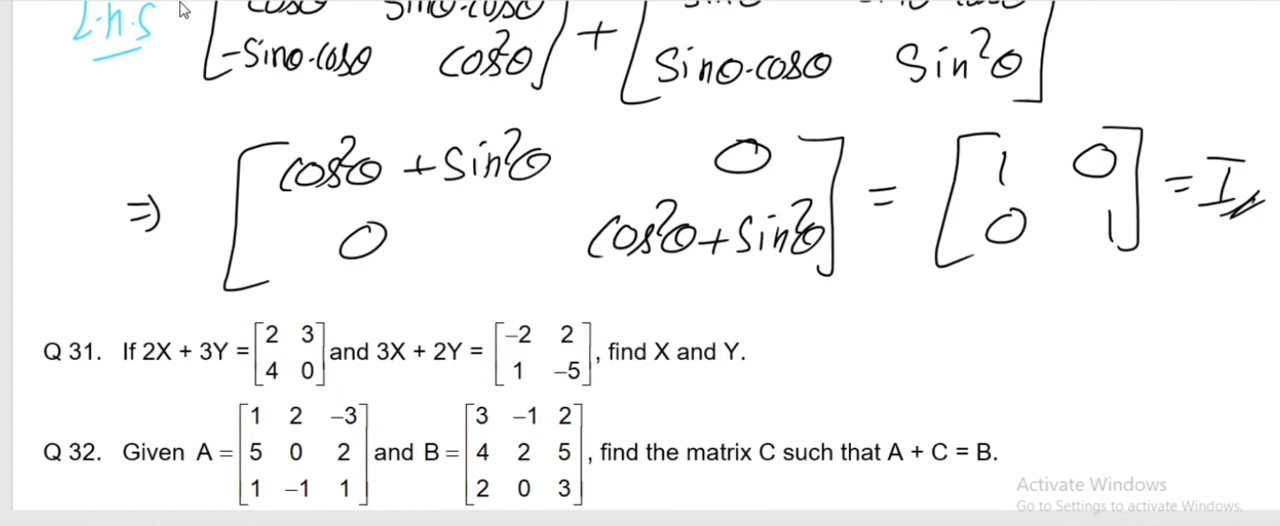 L.H.S
-Sinθ.cosθ cos²θ + Sinθ.cosθ Sin²θ
=) [cos²θ + Sin²θ 0
0 cos²θ + Sin²θ] = [1 0
0 1] = I
Q 31. If 2X + 3Y = [2 3
4 0] and 3X + 2Y = [–2 2
1 –5], find X and Y.
Q 32. Given A = [1 2 –3
5 0 2
1 –1 1] and B = [3 –1 2
4 2 5
2 0 3], find the matrix C such that A + C = B.
Activate Windows
Go to Settings to activate Windows.